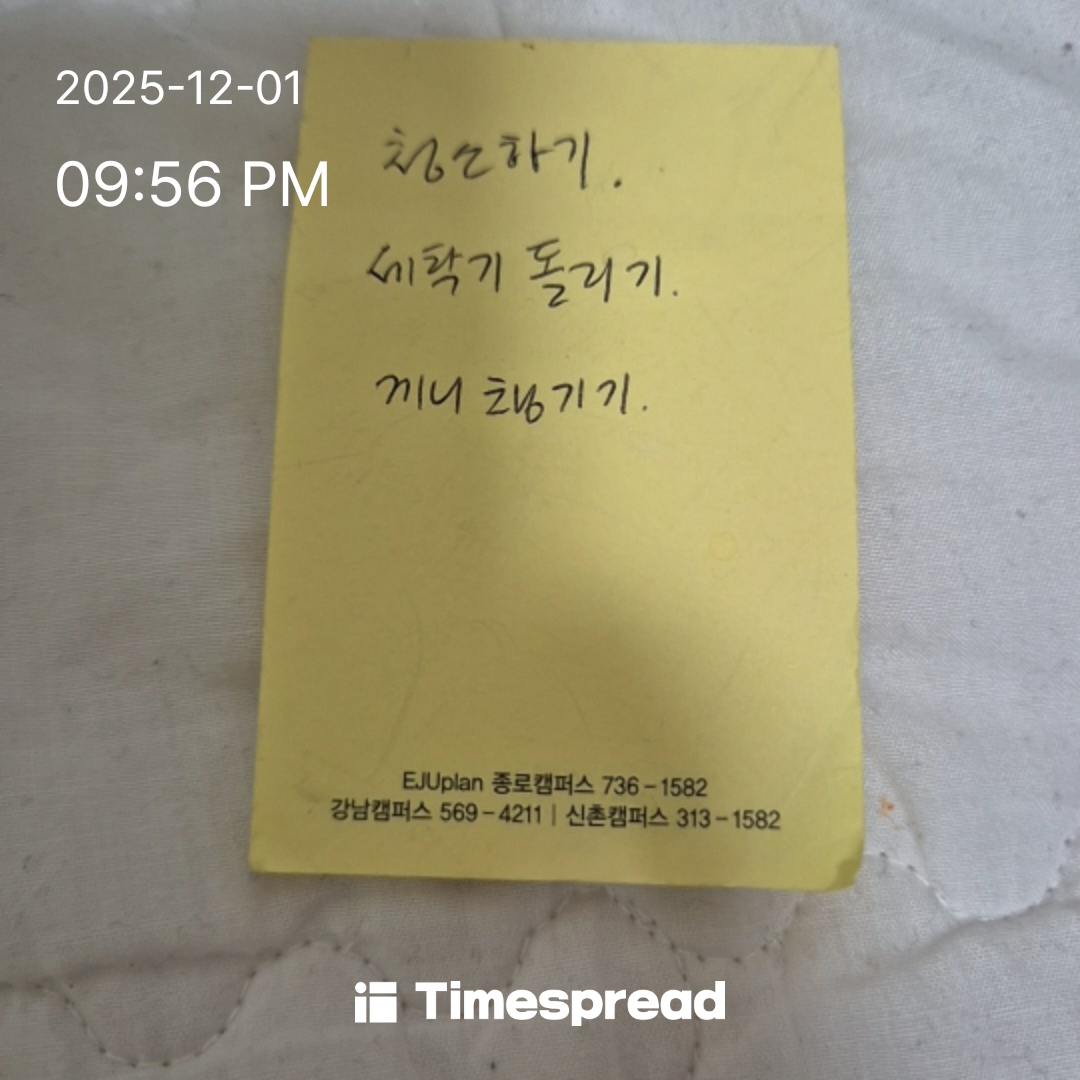 2025-12-01
09:56 PM
청소하기.
세탁기 돌리기.
끼니 챙기기.
EJUplan 종로캠퍼스 736-1582
강남캠퍼스 569-4211 | 신촌캠퍼스 313-1582
Timespread